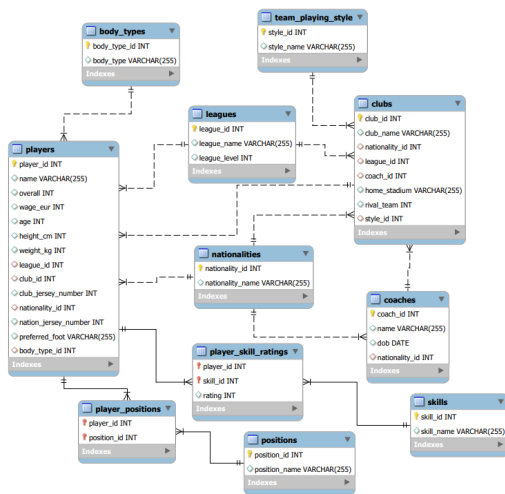 body_types
body_type_id INT
body_type VARCHAR(255)
Indexes
team_playing_style
style_id INT
style_name VARCHAR(255)
Indexes
leagues
league_id INT
league_name VARCHAR(255)
league_level INT
Indexes
clubs
club_id INT
club_name VARCHAR(255)
nationality_id INT
league_id INT
coach_id INT
home_stadium VARCHAR(255)
rival_team INT
style_id INT
Indexes
players
player_id INT
name VARCHAR(255)
overall INT
wage_eur INT
age INT
height_cm INT
weight_kg INT
league_id INT
club_id INT
club_jersey_number INT
nationality_id INT
nation_jersey_number INT
preferred_foot VARCHAR(255)
body_type_id INT
Indexes
nationalities
nationality_id INT
nationality_name VARCHAR(255)
Indexes
coaches
coach_id INT
name VARCHAR(255)
dob DATE
nationality_id INT
Indexes
player_skill_ratings
player_id INT
skill_id INT
rating INT
Indexes
skills
skill_id INT
skill_name VARCHAR(255)
Indexes
player_positions
player_id INT
position_id INT
Indexes
positions
position_id INT
position_name VARCHAR(255)
Indexes